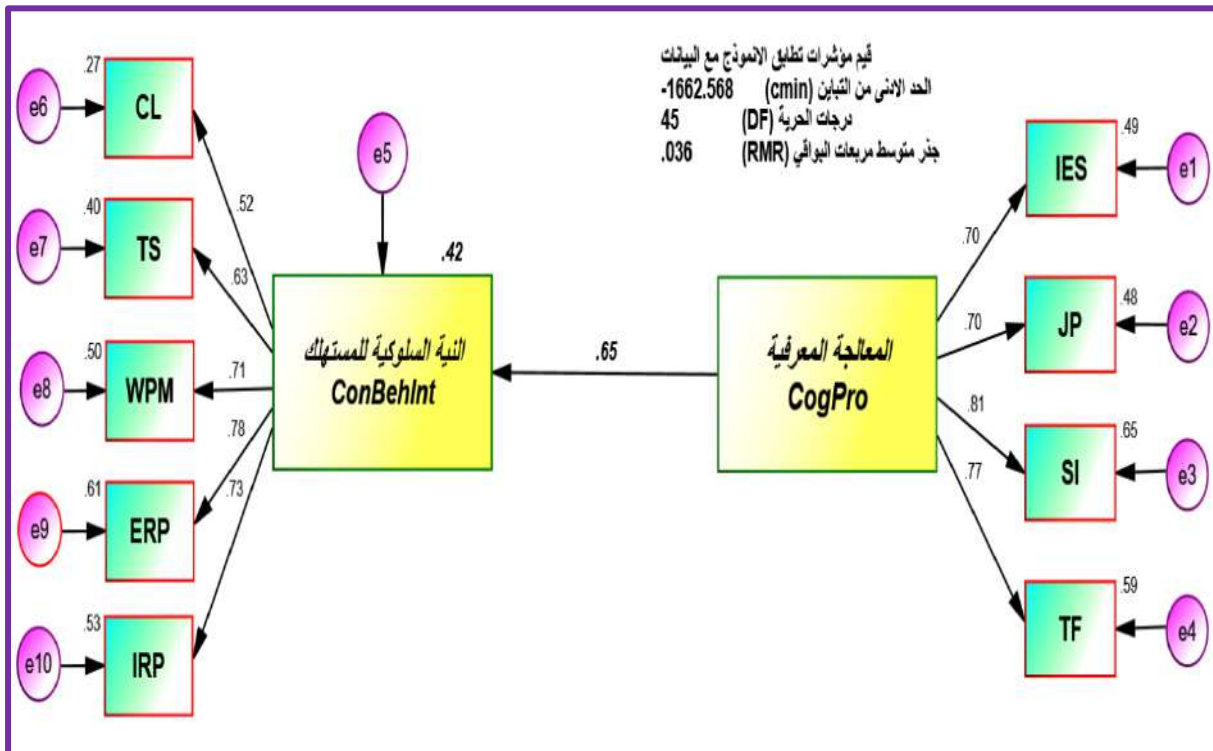 قيم مؤشرات تطابق الانموذج مع البيانات
الحد الادنى من التباين (cmin) -1662.568
درجات الحرية (DF) 45
جذر متوسط مربعات البواقي (RMR) .036
e6
.27
CL
e7
.40
TS
e8
.50
WPM
e9
.61
ERP
e10
.53
IRP
.52
.63
.71
.78
.73
e5
.42
النية السلوكية للمستهلك
ConBehInt
.65
المعالجة المعرفية
CogPro
.70
.70
.81
.77
.49
IES
e1
.48
JP
e2
.65
SI
e3
.59
TF
e4